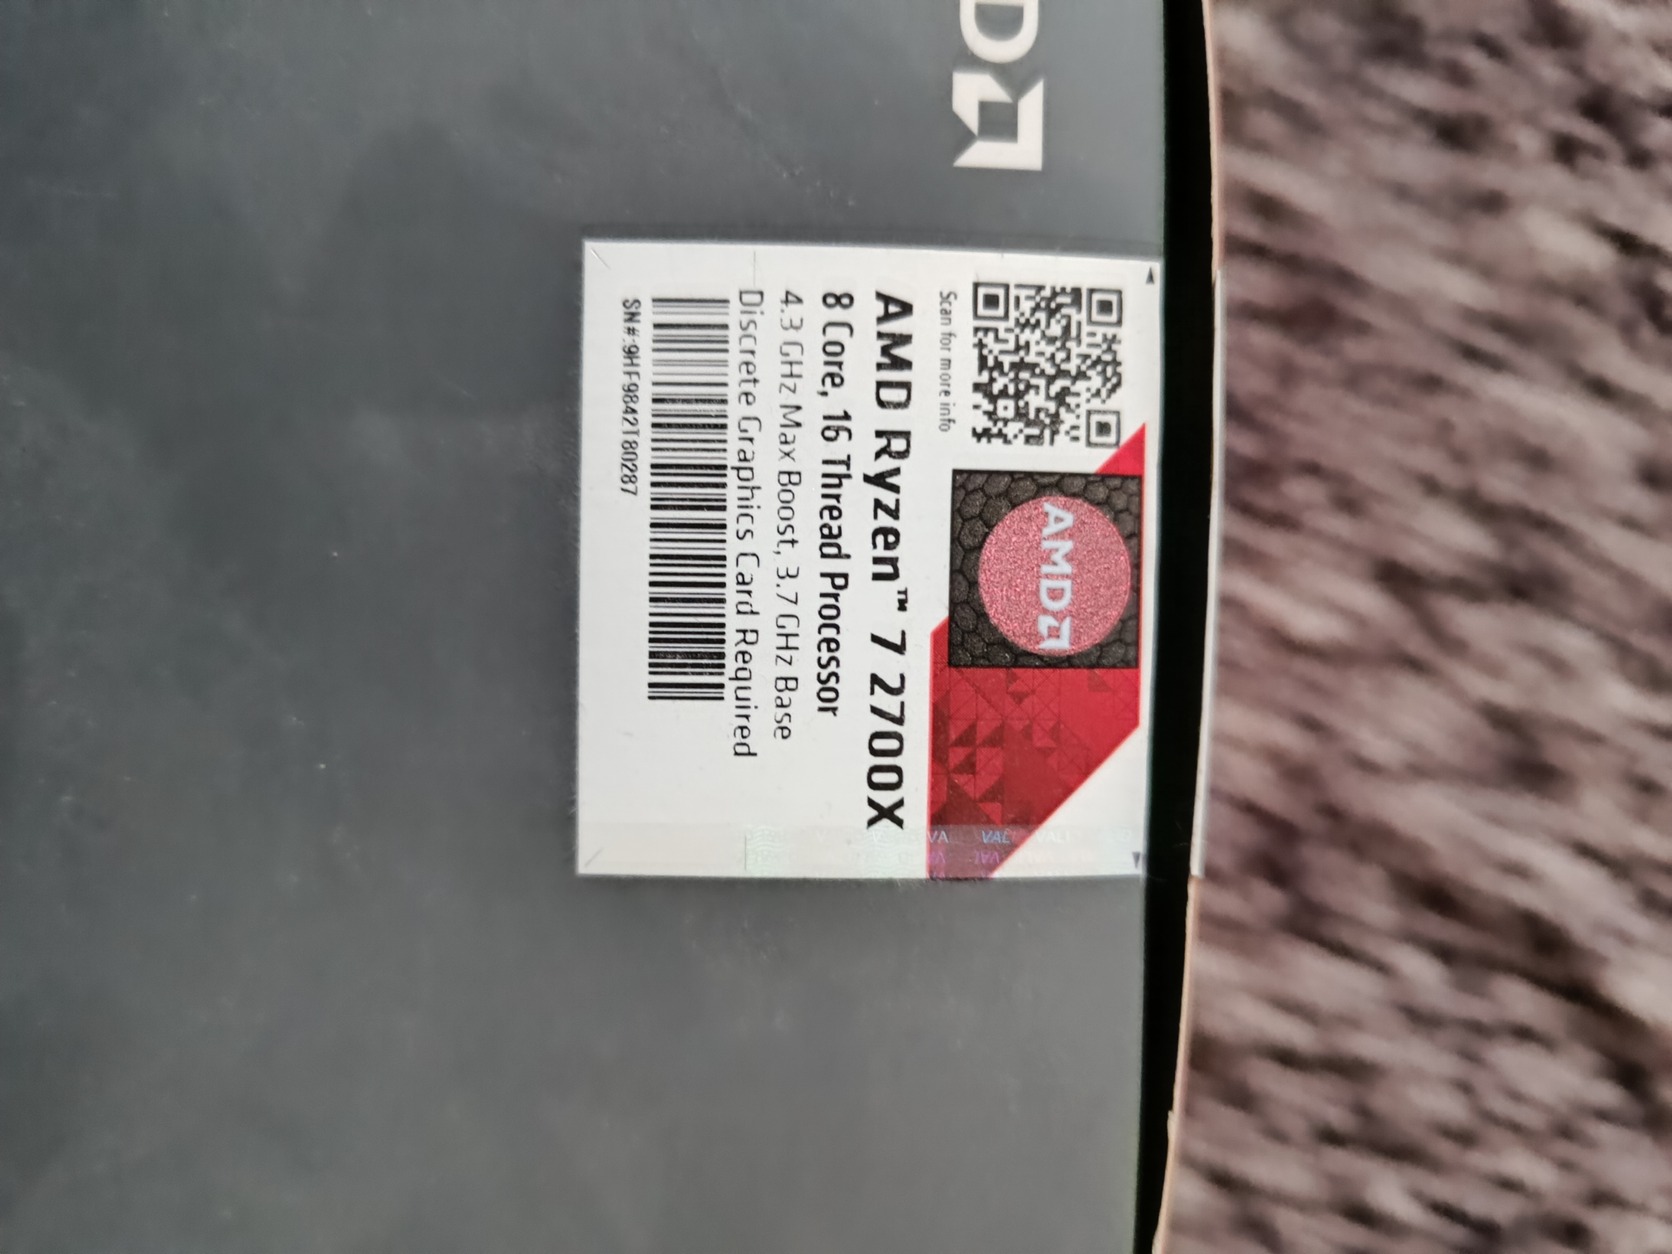 Scan for more info
AMD
AMD Ryzen™ 7 2700X
8 Core, 16 Thread Processor
4.3 GHz Max Boost, 3.7 GHz Base
Discrete Graphics Card Required
SN#:9HF9842T80287